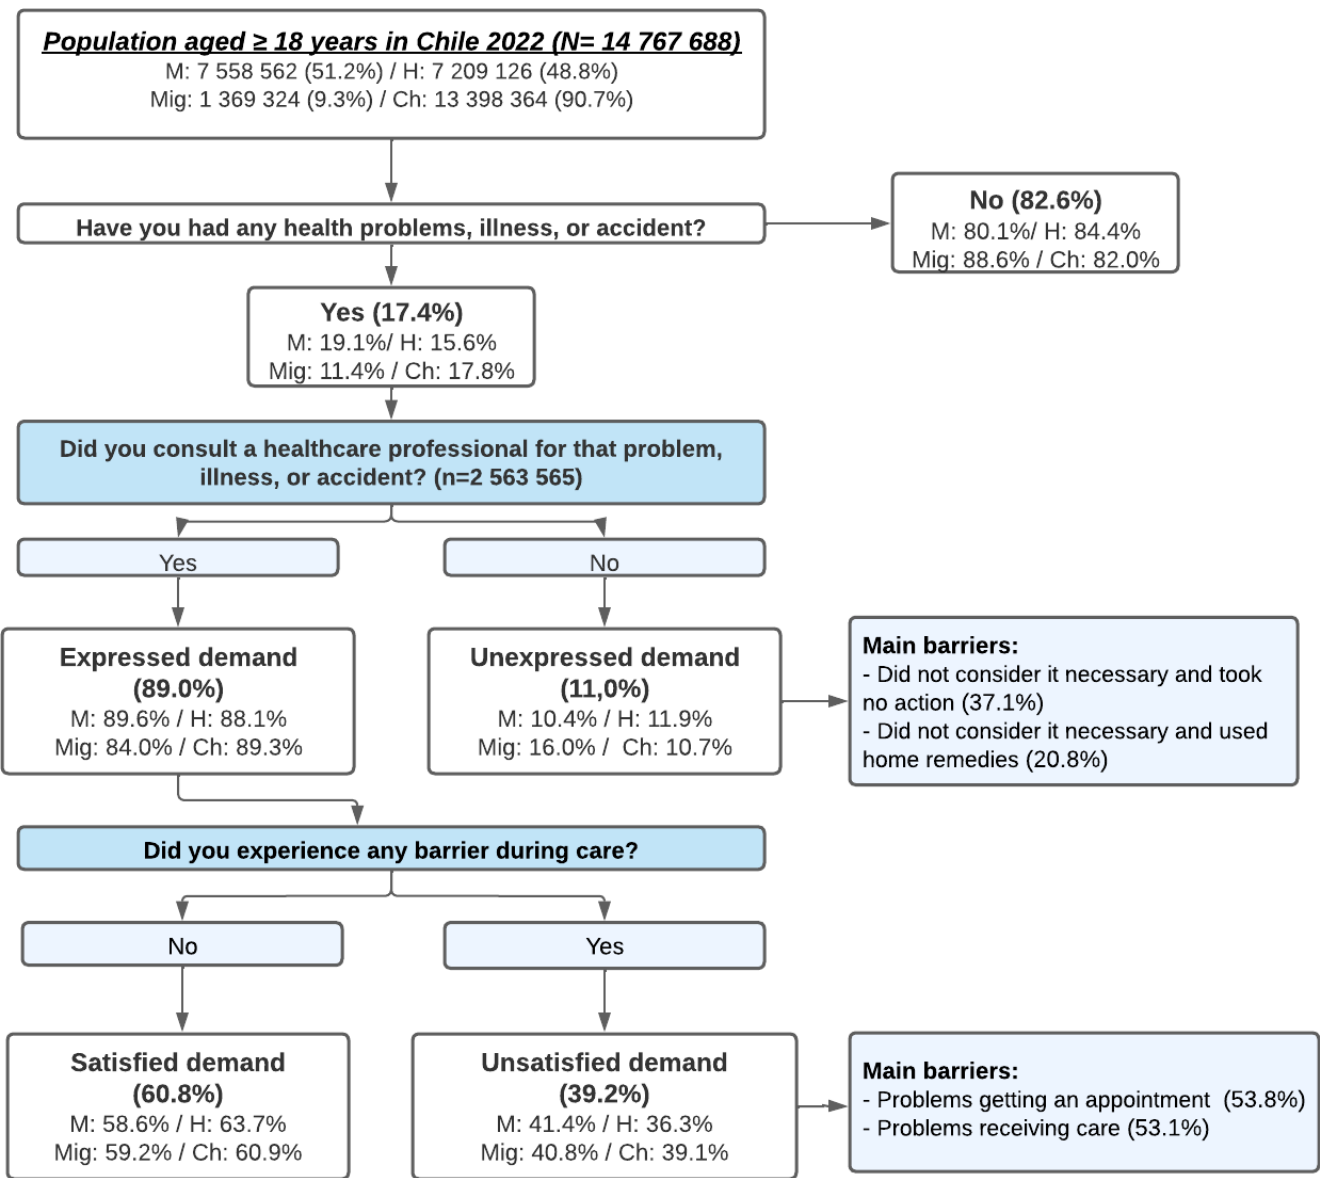 Population aged ≥ 18 years in Chile 2022 (N= 14 767 688)
M: 7 558 562 (51.2%) / H: 7 209 126 (48.8%)
Mig: 1 369 324 (9.3%) / Ch: 13 398 364 (90.7%)
Have you had any health problems, illness, or accident?
No (82.6%)
M: 80.1%/ H: 84.4%
Mig: 88.6% / Ch: 82.0%
Yes (17.4%)
M: 19.1%/ H: 15.6%
Mig: 11.4% / Ch: 17.8%
Did you consult a healthcare professional for that problem,
illness, or accident? (n=2 563 565)
Yes
No
Expressed demand
(89.0%)
M: 89.6% / H: 88.1%
Mig: 84.0% / Ch: 89.3%
Unexpressed demand
(11,0%)
M: 10.4% / H: 11.9%
Mig: 16.0% / Ch: 10.7%
Main barriers:
- Did not consider it necessary and took
no action (37.1%)
- Did not consider it necessary and used
home remedies (20.8%)
Did you experience any barrier during care?
No
Yes
Satisfied demand
(60.8%)
M: 58.6% / H: 63.7%
Mig: 59.2% / Ch: 60.9%
Unsatisfied demand
(39.2%)
M: 41.4% / H: 36.3%
Mig: 40.8% / Ch: 39.1%
Main barriers:
- Problems getting an appointment (53.8%)
- Problems receiving care (53.1%)